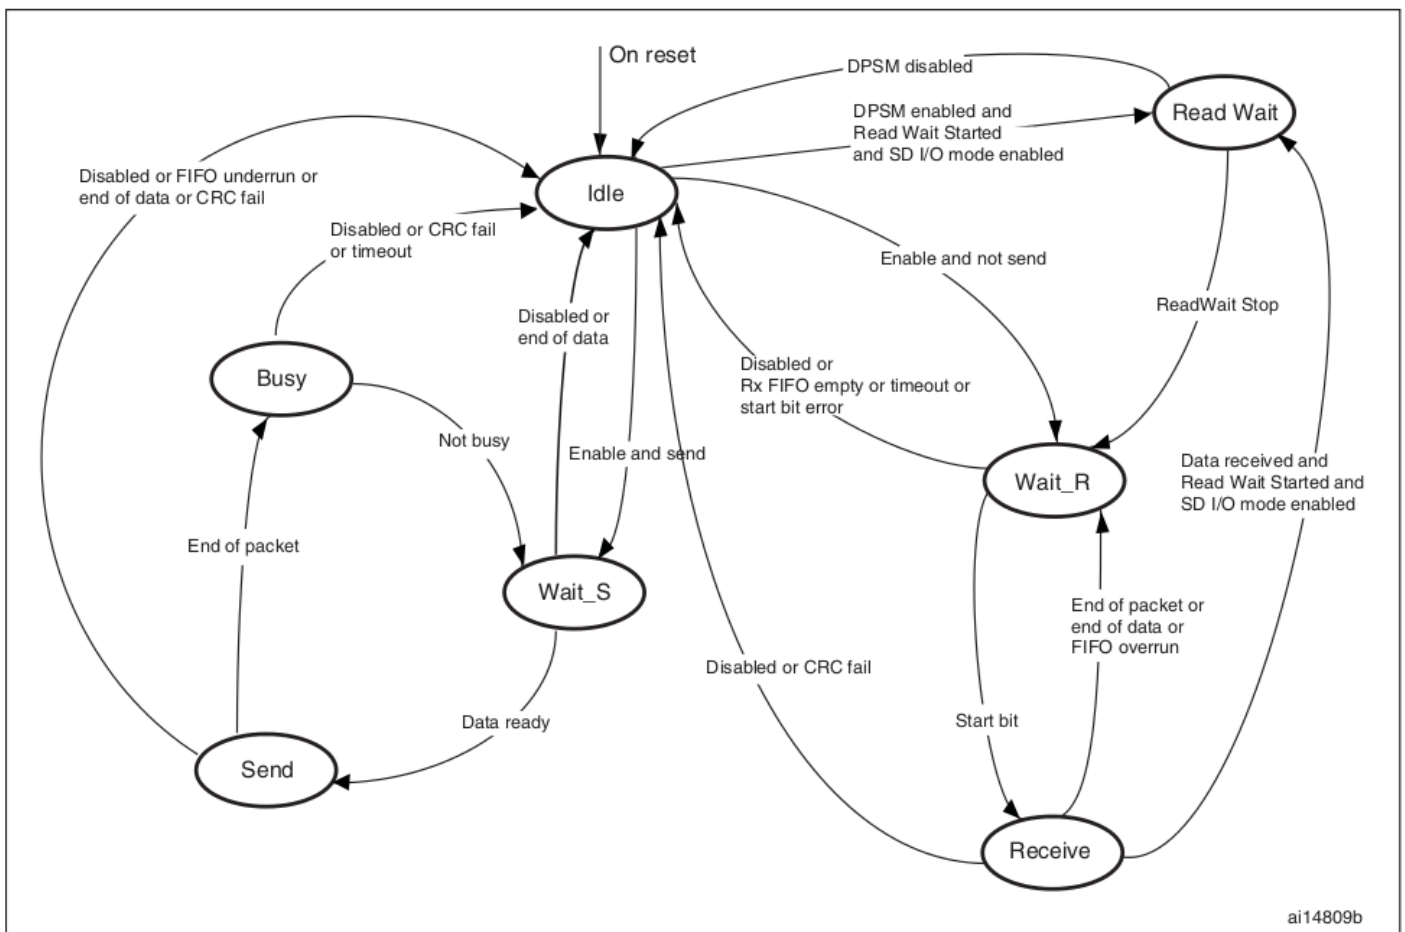 On reset
DPSM disabled
DPSM enabled and
Read Wait Started
and SD I/O mode enabled
Read Wait
Disabled or FIFO underrun or
end of data or CRC fail
Idle
Disabled or CRC fail
or timeout
Enable and not send
ReadWait Stop
Disabled or
end of data
Disabled or
Rx FIFO empty or timeout or
start bit error
Busy
Not busy
Enable and send
Wait_R
Data received and
Read Wait Started and
SD I/O mode enabled
End of packet
Wait_S
End of packet or
end of data or
FIFO overrun
Disabled or CRC fail
Data ready
Start bit
Send
Receive
ai14809b